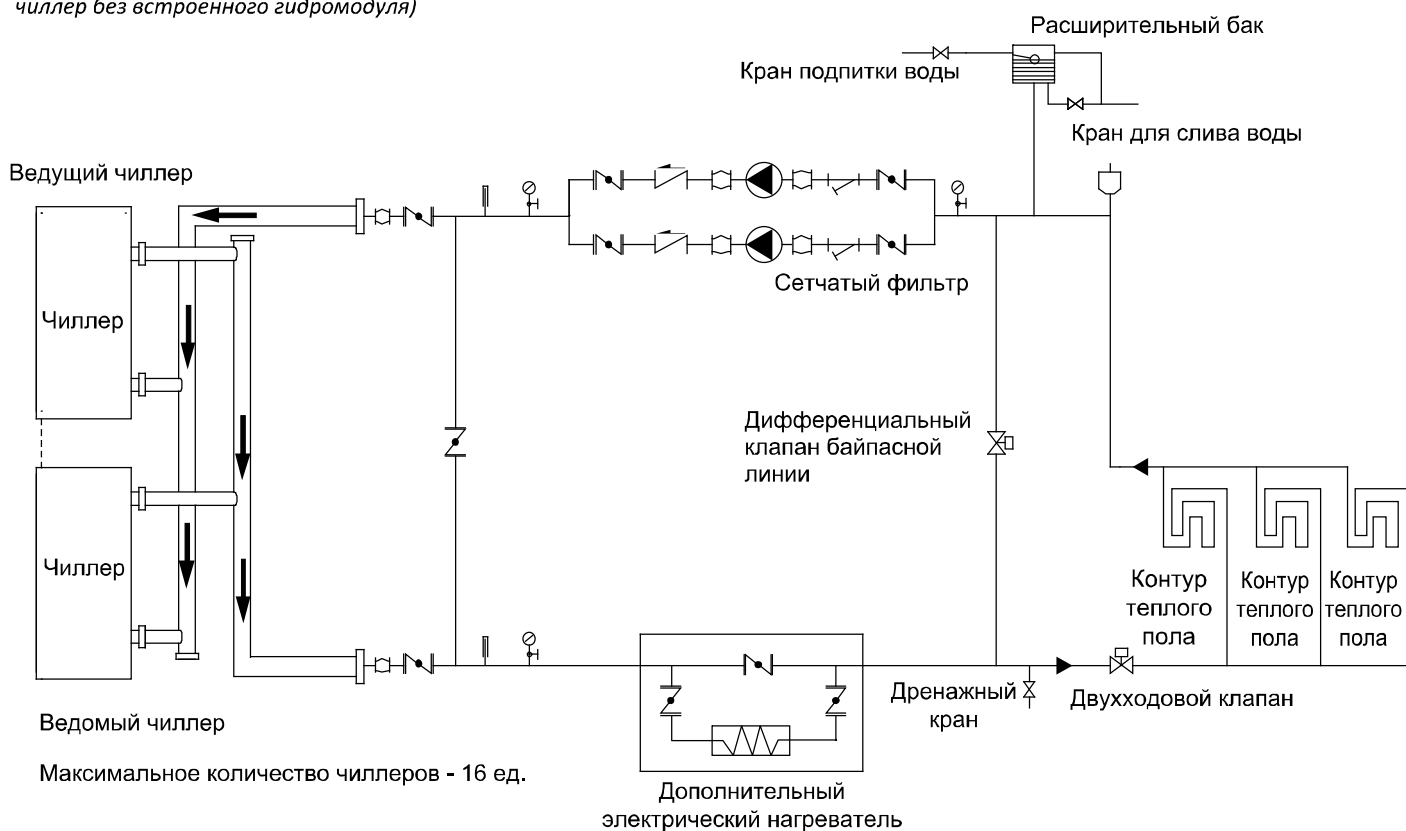 чиллер без встроенного гидромодуля)
Расширительный бак
Кран подпитки воды
Кран для слива воды
Ведущий чиллер
Чиллер
Сетчатый фильтр
Дифференциальный
клапан байпасной
линии
Чиллер
Контур
теплого
пола
Контур
теплого
пола
Контур
теплого
пола
Ведомый чиллер
Дренажный
кран
Двухходовой клапан
Максимальное количество чиллеров - 16 ед.
Дополнительный
электрический нагреватель